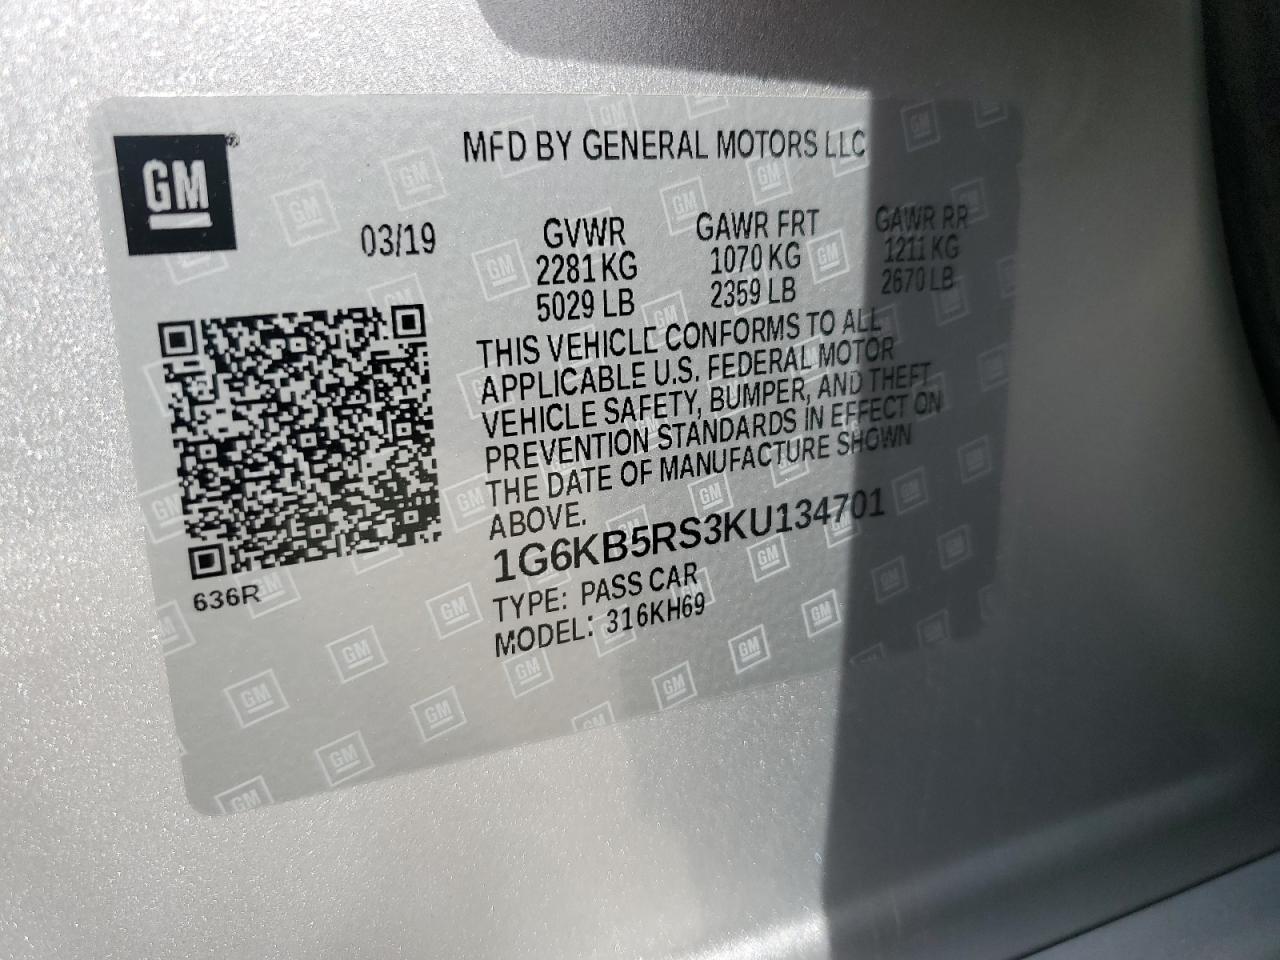 GM®
MFD BY GENERAL MOTORS LLC
03/19
GVWR
2281 KG
5029 LB
GAWR FRT
1070 KG
2359 LB
GAWR RR
1211 KG
2670 LB
THIS VEHICLE CONFORMS TO ALL
APPLICABLE U.S. FEDERAL MOTOR
VEHICLE SAFETY, BUMPER, AND THEFT
PREVENTION STANDARDS IN EFFECT ON
THE DATE OF MANUFACTURE SHOWN
ABOVE.
1G6KB5RS3KU134701
TYPE: PASS CAR
MODEL: 316KH69
636R